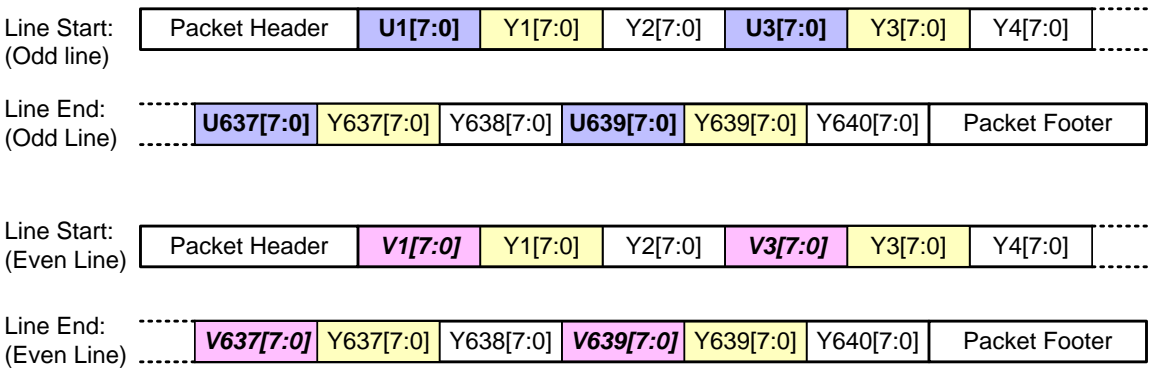 Line Start:
(Odd line)
Packet Header U1[7:0] Y1[7:0] Y2[7:0] U3[7:0] Y3[7:0] Y4[7:0]
Line End:
(Odd Line)
U637[7:0] Y637[7:0] Y638[7:0] U639[7:0] Y639[7:0] Y640[7:0] Packet Footer
Line Start:
(Even Line)
Packet Header V1[7:0] Y1[7:0] Y2[7:0] V3[7:0] Y3[7:0] Y4[7:0]
Line End:
(Even Line)
V637[7:0] Y637[7:0] Y638[7:0] V639[7:0] Y639[7:0] Y640[7:0] Packet Footer